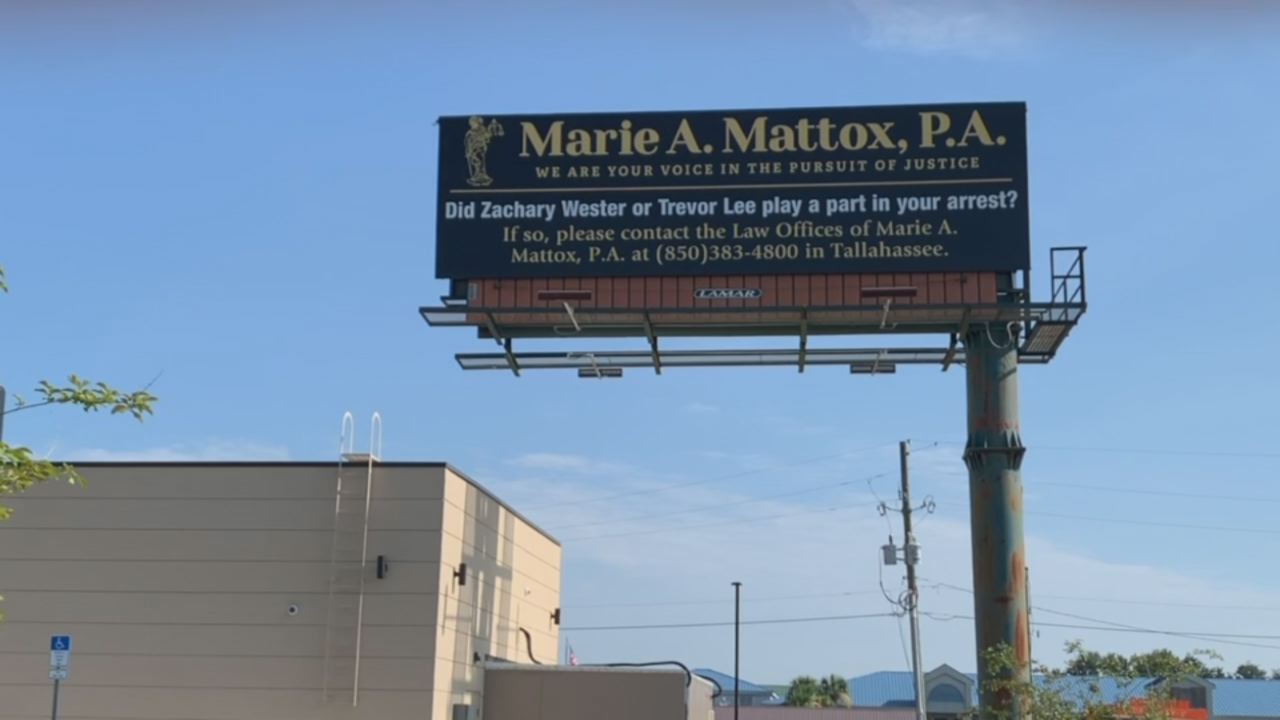 Marie A. Mattox, P.A.
WE ARE YOUR VOICE IN THE PURSUIT OF JUSTICE
Did Zachary Wester or Trevor Lee play a part in your arrest?
If so, please contact the Law Offices of Marie A.
Mattox, P.A. at (850)383-4800 in Tallahassee.
LAMAR